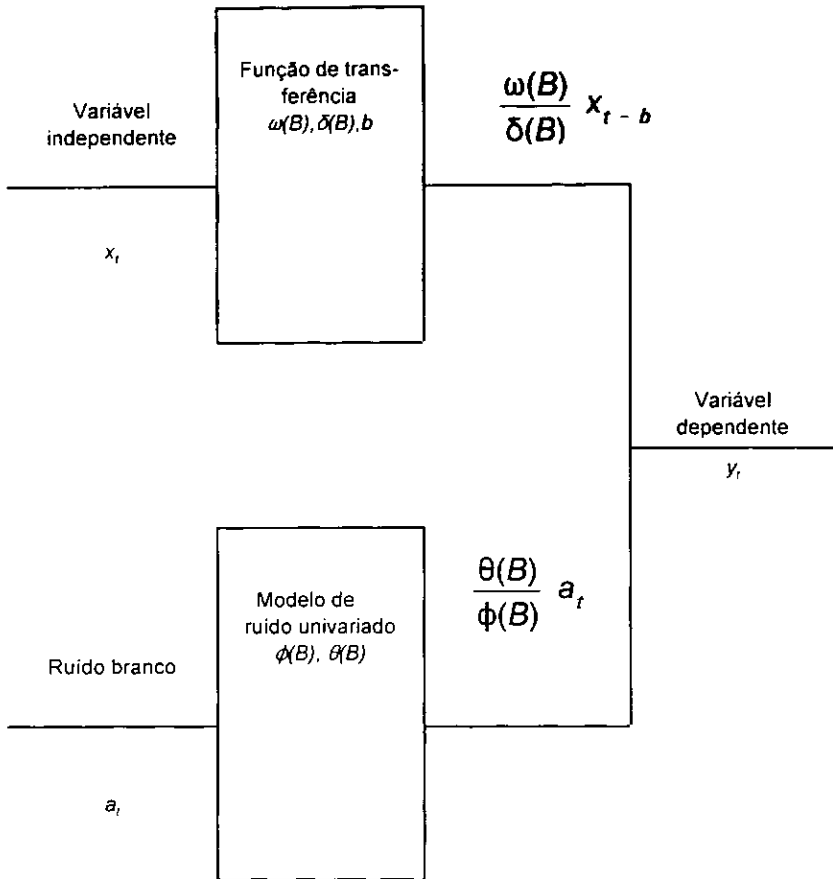 Função de trans-
ferência
ω(B), δ(B), b
Variável
independente
x_t
ω(B)
δ(B)
x_{t - b}
Variável
dependente
y_t
Modelo de
ruído univariado
ϕ(B), θ(B)
θ(B)
ϕ(B)
a_t
Ruído branco
a_t